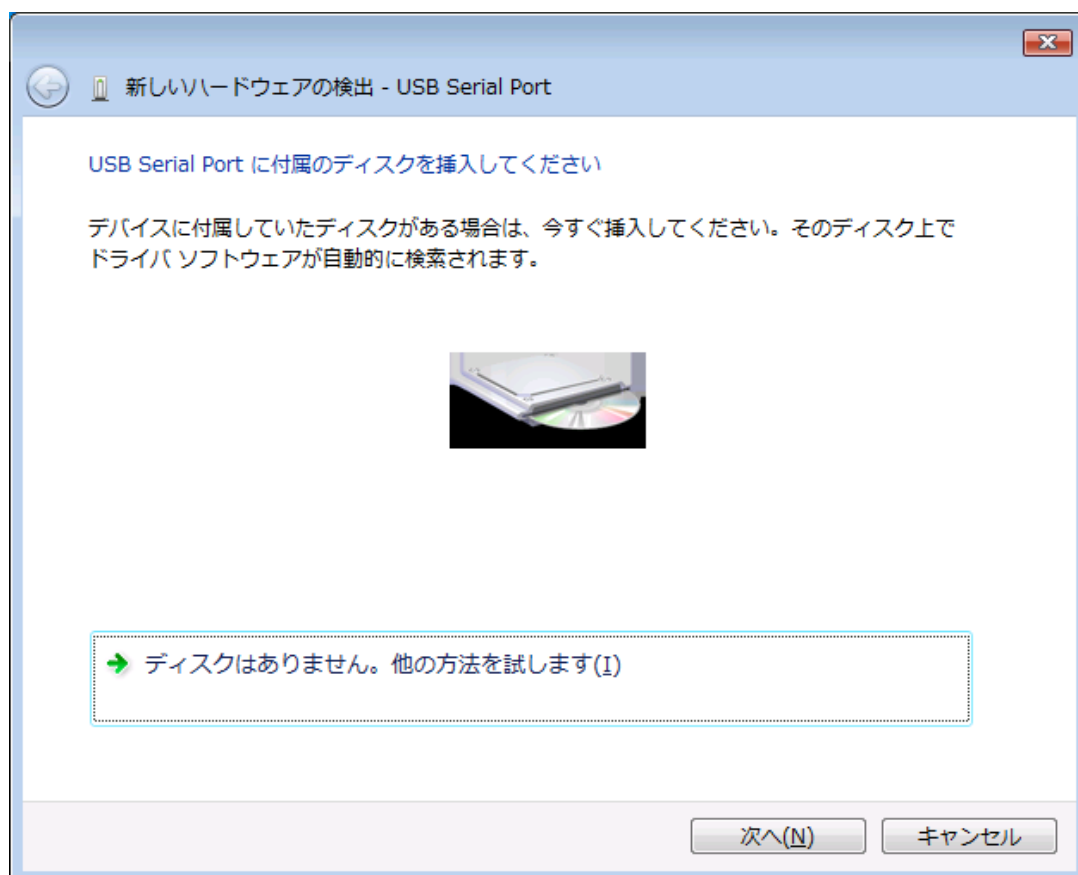 新しいハードウェアの検出 - USB Serial Port
USB Serial Port に付属のディスクを挿入してください
デバイスに付属していたディスクがある場合は、今すぐ挿入してください。そのディスク上で
ドライバ ソフトウェアが自動的に検索されます。
ディスクはありません。他の方法を試します(I)
次へ(N)
キャンセル